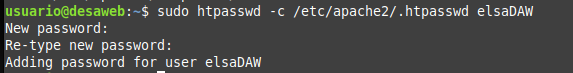 usuario@desaweb:~$ sudo htpasswd -c /etc/apache2/.htpasswd elsaDAW
New password:
Re-type new password:
Adding password for user elsaDAW